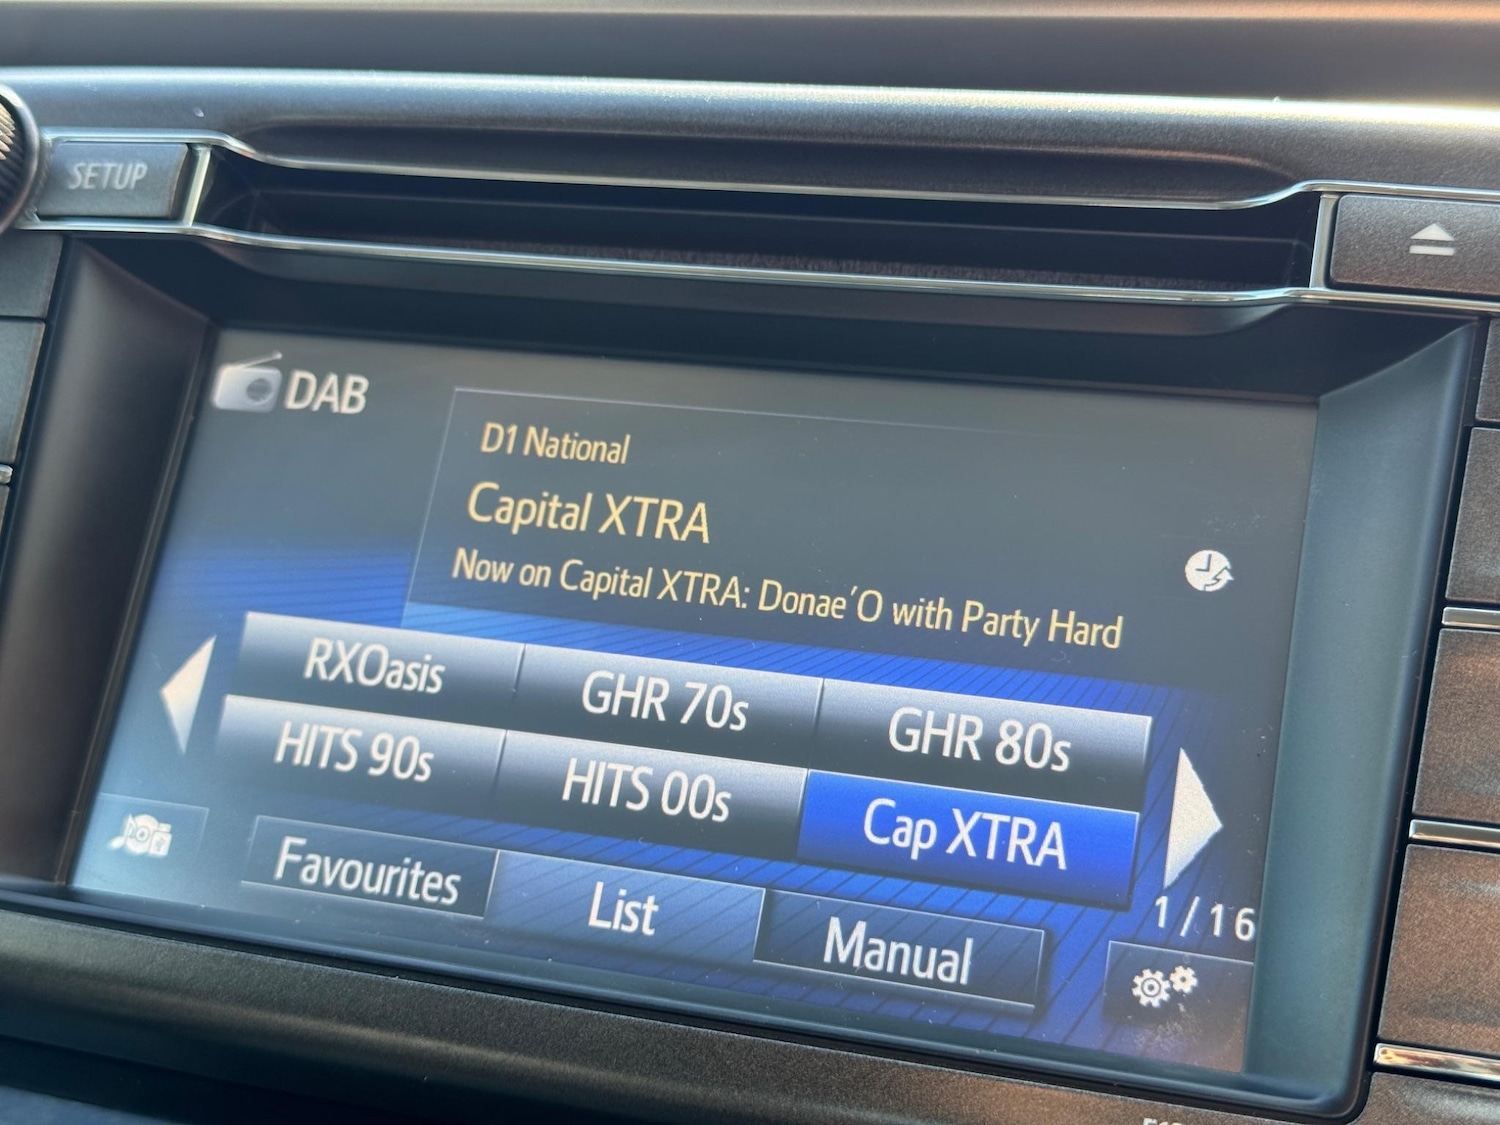 SETUP
DAB
D1 National
Capital XTRA
Now on Capital XTRA: Donae'O with Party Hard
RXOasis
GHR 70s
GHR 80s
HITS 90s
HITS 00s
Cap XTRA
Favourites
List
Manual
1/16